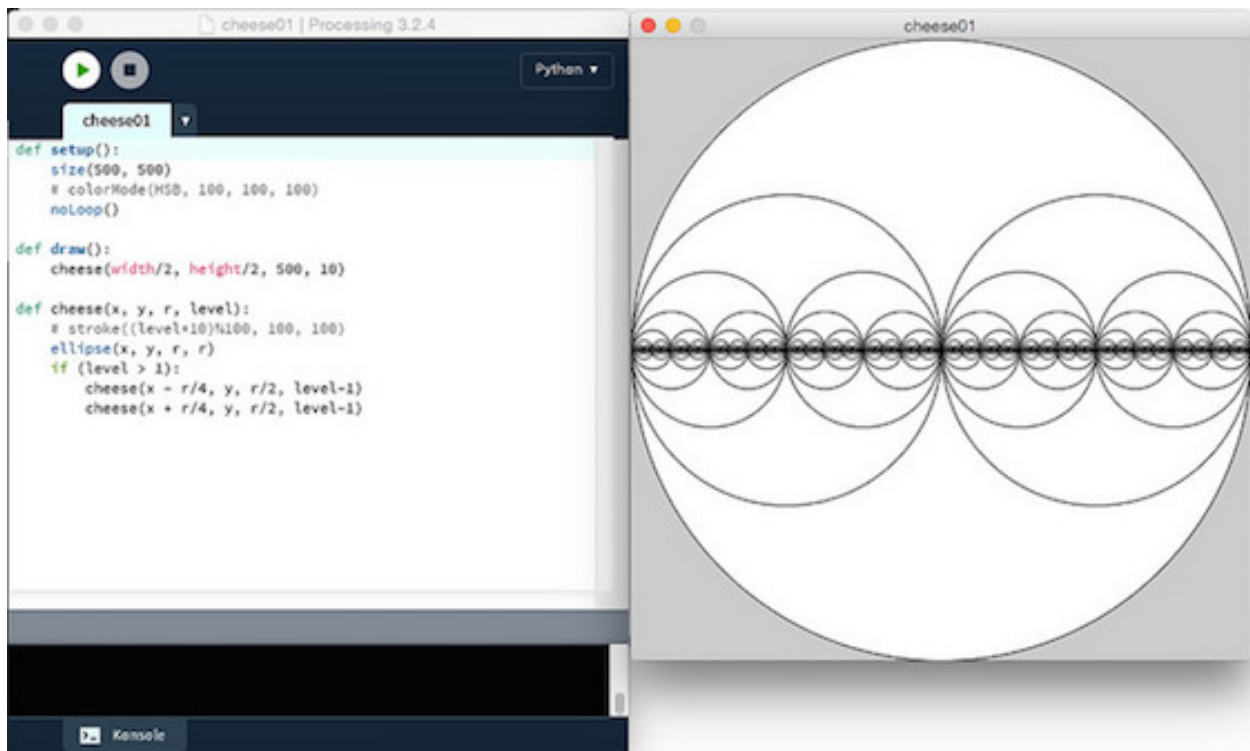 cheese01 | Processing 3.2.4
Python ▾
cheese01
def setup():
    size(500, 500)
    # colorMode(HSB, 100, 100, 100)
    noLoop()
def draw():
    cheese(width/2, height/2, 500, 10)
def cheese(x, y, r, level):
    # stroke((level*10)%100, 100, 100)
    ellipse(x, y, r, r)
    if (level > 1):
        cheese(x - r/4, y, r/2, level-1)
        cheese(x + r/4, y, r/2, level-1)
Konsole
cheese01